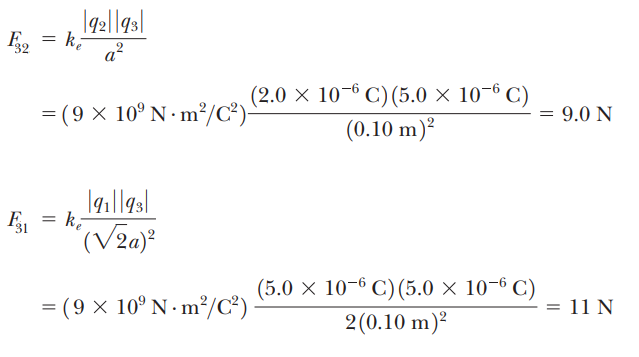 F₃₂ = kₑ |q₂||q₃| / a²
= (9 × 10⁹ N · m²/C²) (2.0 × 10⁻⁶ C)(5.0 × 10⁻⁶ C) / (0.10 m)² = 9.0 N
F₃₁ = kₑ |q₁||q₃| / (√2a)²
= (9 × 10⁹ N · m²/C²) (5.0 × 10⁻⁶ C)(5.0 × 10⁻⁶ C) / 2(0.10 m)² = 11 N